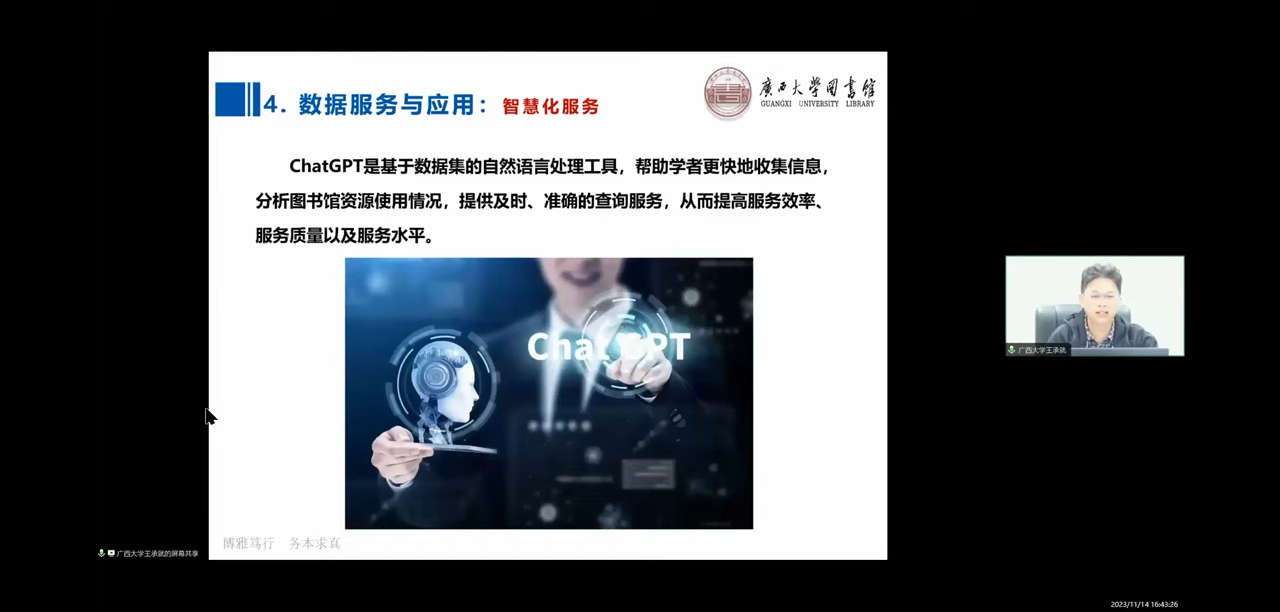 4. 数据服务与应用：智慧化服务
廣西大學图書馆
GUANGXI UNIVERSITY LIBRARY
ChatGPT是基于数据集的自然语言处理工具，帮助学者更快地收集信息，
分析图书馆资源使用情况，提供及时、准确的查询服务，从而提高服务效率、
服务质量以及服务水平。
Chat GPT
博雅笃行 务本求真
广西大学王承就
广西大学王承就的屏幕共享
2023/11/14 16:43:26